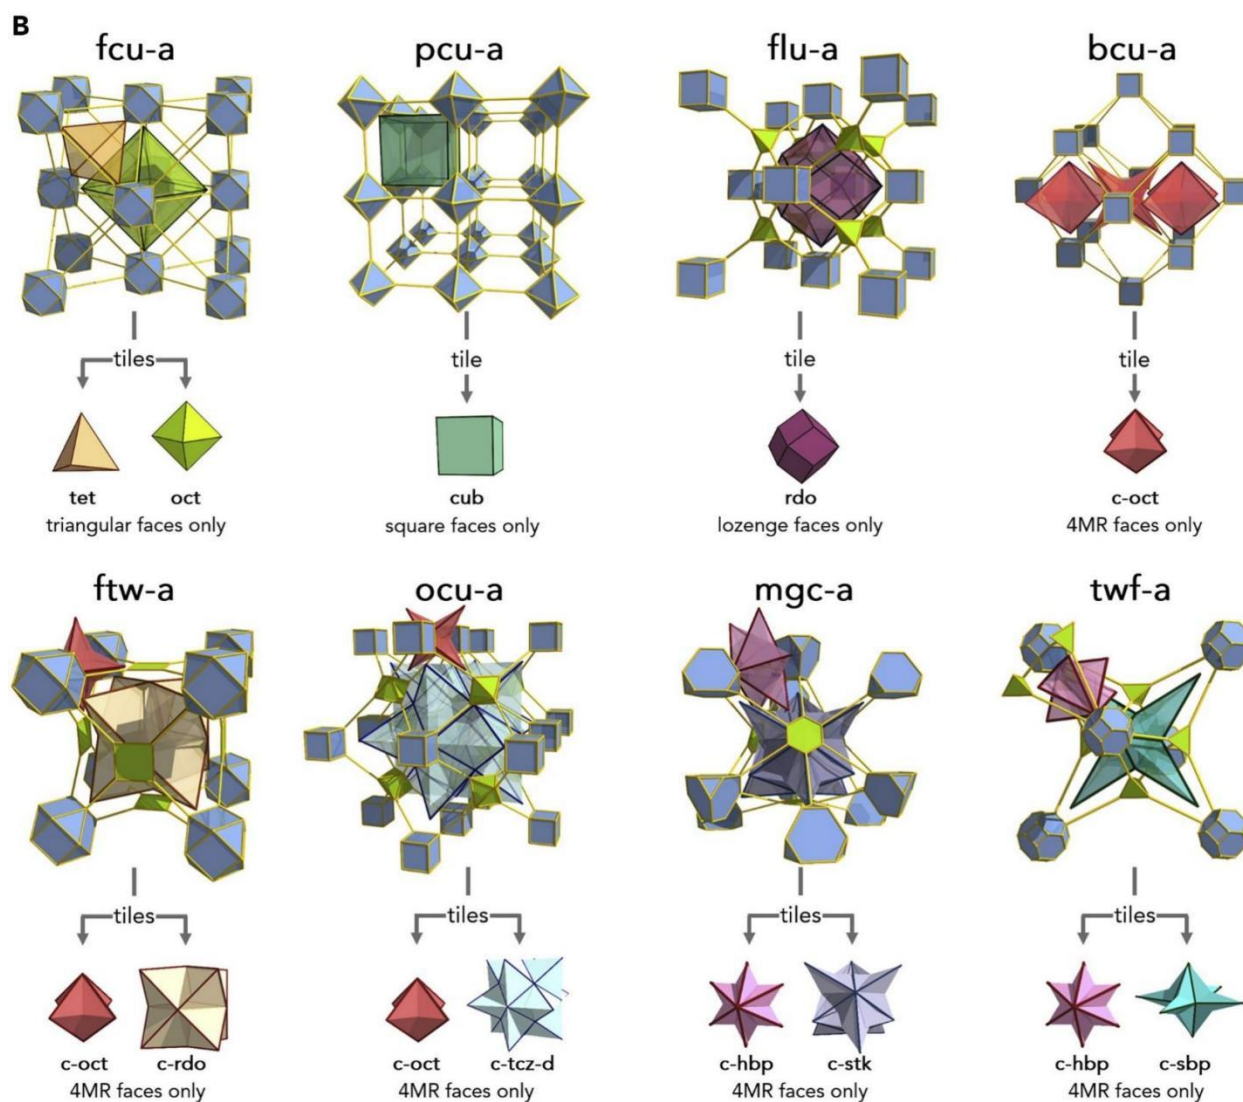 B
fcu-a pcu-a flu-a bcu-a
tiles tile tile tile
tet oct cub rdo c-oct
triangular faces only square faces only lozenge faces only 4MR faces only
ftw-a ocu-a mgc-a twf-a
tiles tiles tiles tiles
c-oct c-rdo c-oct c-tcz-d c-hbp c-stk c-hbp c-sbp
4MR faces only 4MR faces only 4MR faces only 4MR faces only